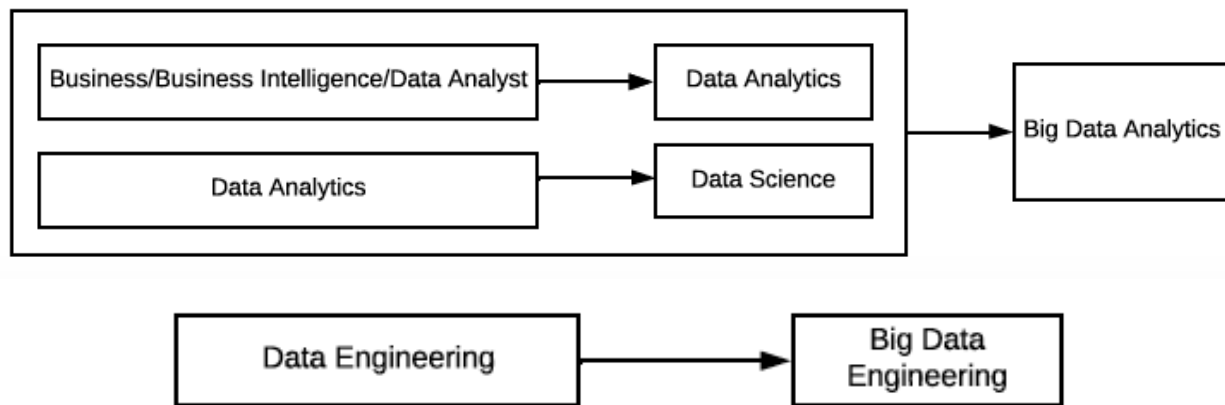 Business/Business Intelligence/Data Analyst
Data Analytics
Big Data Analytics
Data Analytics
Data Science
Data Engineering
Big Data
Engineering